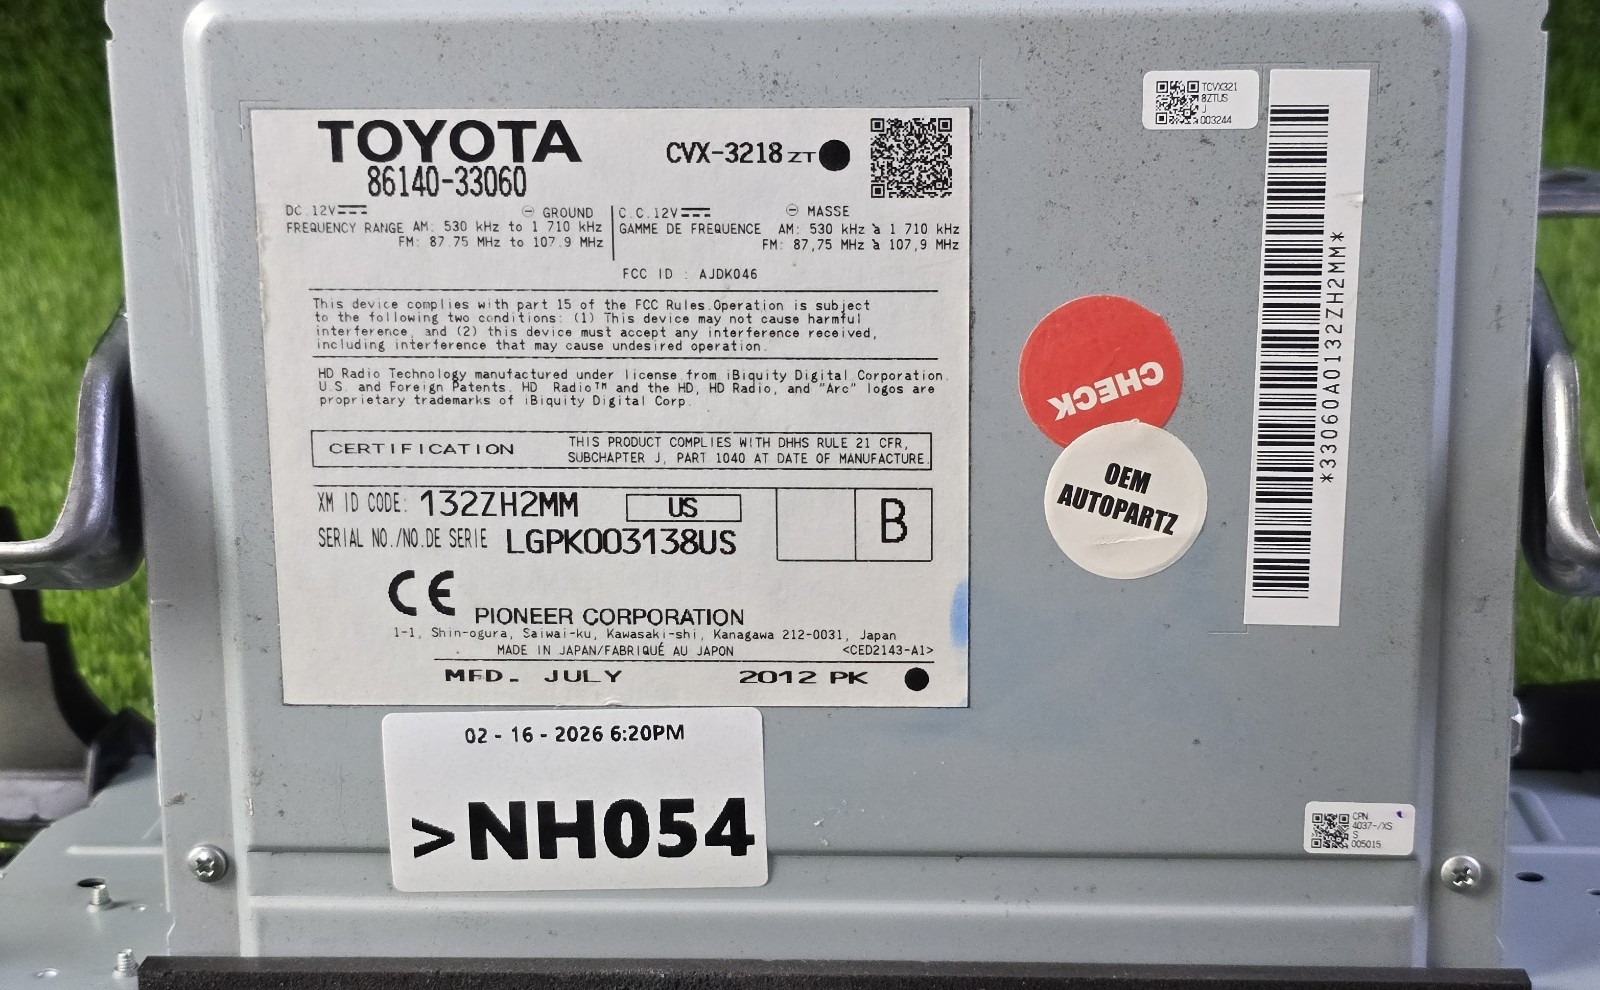 TOYOTA
86140-33060
CVX-3218 ZT
DC 12V ⊖ GROUND
FREQUENCY RANGE AM: 530 kHz to 1 710 kHz
FM: 87.75 MHz to 107.9 MHz
C.C. 12V ⊖ MASSE
GAMME DE FREQUENCE AM: 530 kHz à 1 710 kHz
FM: 87,75 MHz à 107,9 MHz
FCC ID : AJDK046
This device complies with part 15 of the FCC Rules.Operation is subject
to the following two conditions: (1) This device may not cause harmful
interference, and (2) this device must accept any interference received,
including interference that may cause undesired operation.
HD Radio Technology manufactured under license from iBiquity Digital Corporation.
U.S. and Foreign Patents. HD Radio™ and the HD, HD Radio, and "Arc" logos are
proprietary trademarks of iBiquity Digital Corp.
CERTIFICATION
THIS PRODUCT COMPLIES WITH DHHS RULE 21 CFR,
SUBCHAPTER J, PART 1040 AT DATE OF MANUFACTURE.
XM ID CODE: 132ZH2MM US
SERIAL NO./NO.DE SERIE LGPK003138US
B
CE
PIONEER CORPORATION
1-1, Shin-ogura, Saiwai-ku, Kawasaki-shi, Kanagawa 212-0031, Japan
MADE IN JAPAN/FABRIQUÉ AU JAPON <CED2143-A1>
MFD. JULY 2012 PK
02 - 16 - 2026 6:20PM
>NH054
TCVX321
8ZTUS
J
003244
CHECK
OEM
AUTOPARTZ
*33060A0132ZH2MM*
CPN
4037-/XS
S
005015